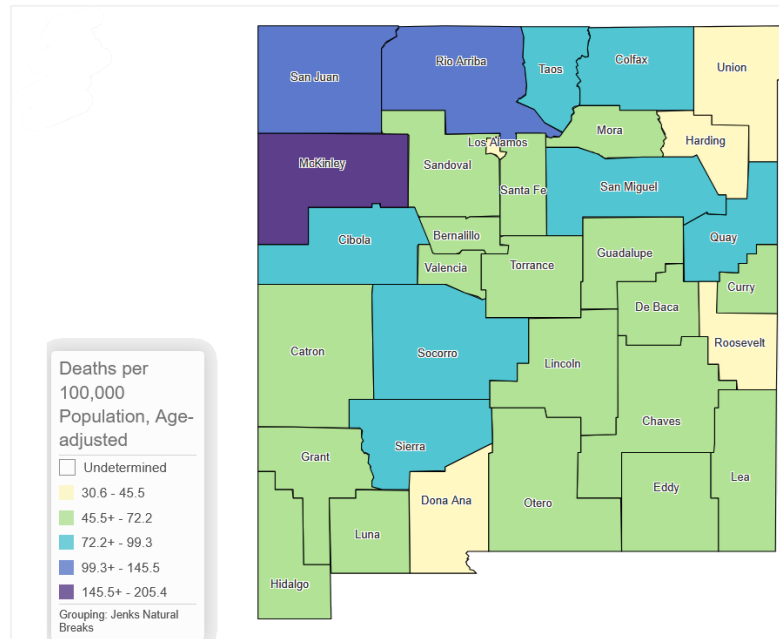 San Juan
Rio Arriba
Taos
Colfax
Union
Los Alamos
Mora
Harding
McKinley
Sandoval
Santa Fe
San Miguel
Cibola
Bernalillo
Quay
Valencia
Torrance
Guadalupe
Curry
De Baca
Catron
Socorro
Lincoln
Roosevelt
Chaves
Grant
Sierra
Lea
Dona Ana
Otero
Eddy
Luna
Hidalgo
Deaths per
100,000
Population, Age-
adjusted
Undetermined
30.6 - 45.5
45.5+ - 72.2
72.2+ - 99.3
99.3+ - 145.5
145.5+ - 205.4
Grouping: Jenks Natural
Breaks